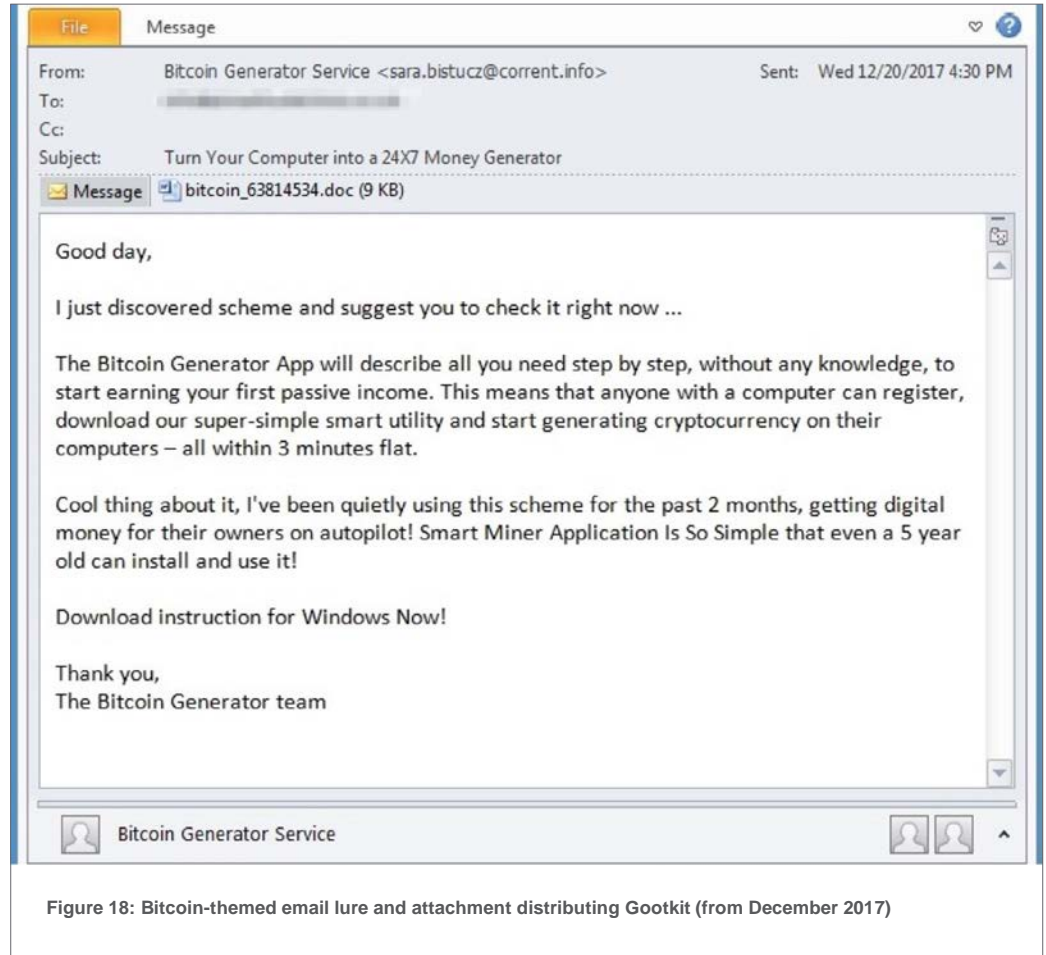 File Message
From: Bitcoin Generator Service <sara.bistucz@corrent.info> Sent: Wed 12/20/2017 4:30 PM
To:
Cc:
Subject: Turn Your Computer into a 24X7 Money Generator
Message bitcoin_63814534.doc (9 KB)
Good day,
I just discovered scheme and suggest you to check it right now ...
The Bitcoin Generator App will describe all you need step by step, without any knowledge, to
start earning your first passive income. This means that anyone with a computer can register,
download our super-simple smart utility and start generating cryptocurrency on their
computers – all within 3 minutes flat.
Cool thing about it, I've been quietly using this scheme for the past 2 months, getting digital
money for their owners on autopilot! Smart Miner Application Is So Simple that even a 5 year
old can install and use it!
Download instruction for Windows Now!
Thank you,
The Bitcoin Generator team
Bitcoin Generator Service
Figure 18: Bitcoin-themed email lure and attachment distributing Gootkit (from December 2017)